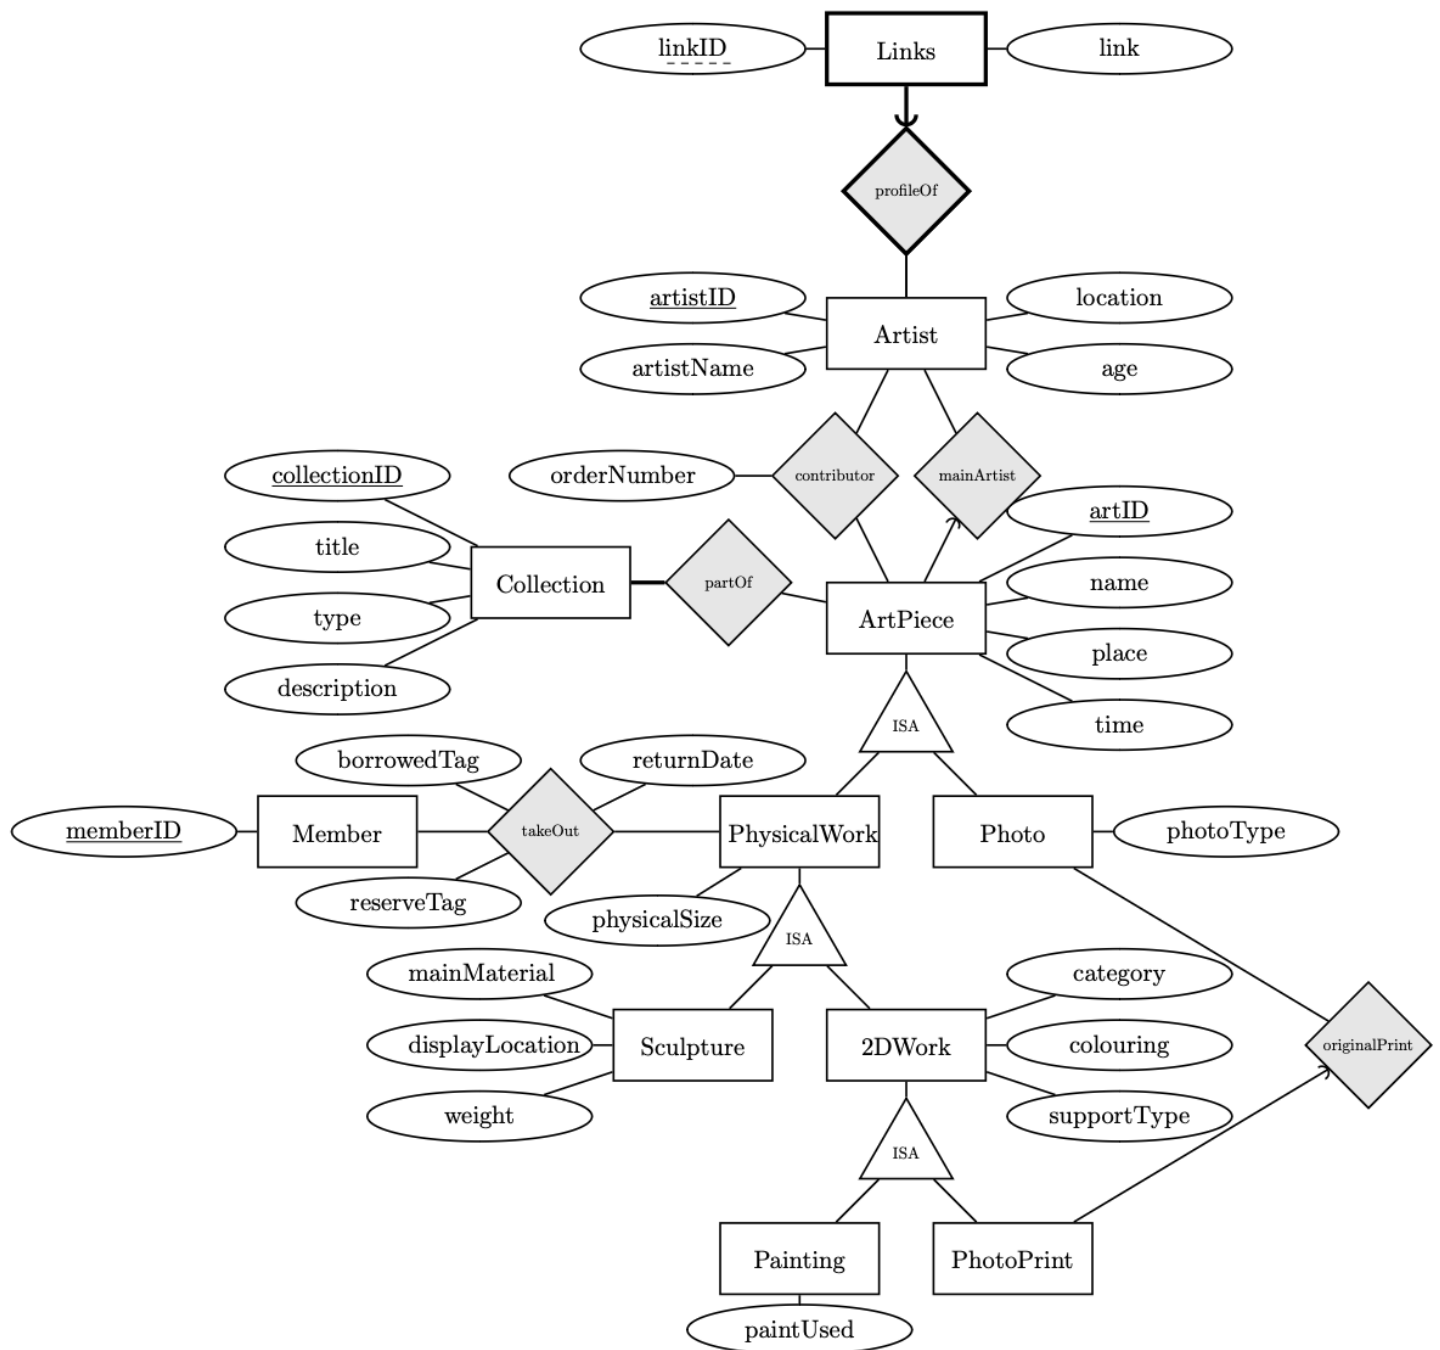 linkID
Links
link
profileOf
artistID
location
Artist
artistName
age
collectionID
orderNumber
contributor
mainArtist
artID
title
Collection
partOf
name
type
ArtPiece
place
description
time
ISA
borrowedTag
returnDate
memberID
Member
takeOut
PhysicalWork
Photo
photoType
reserveTag
physicalSize
ISA
mainMaterial
category
displayLocation
Sculpture
2DWork
colouring
originalPrint
weight
supportType
ISA
Painting
PhotoPrint
paintUsed